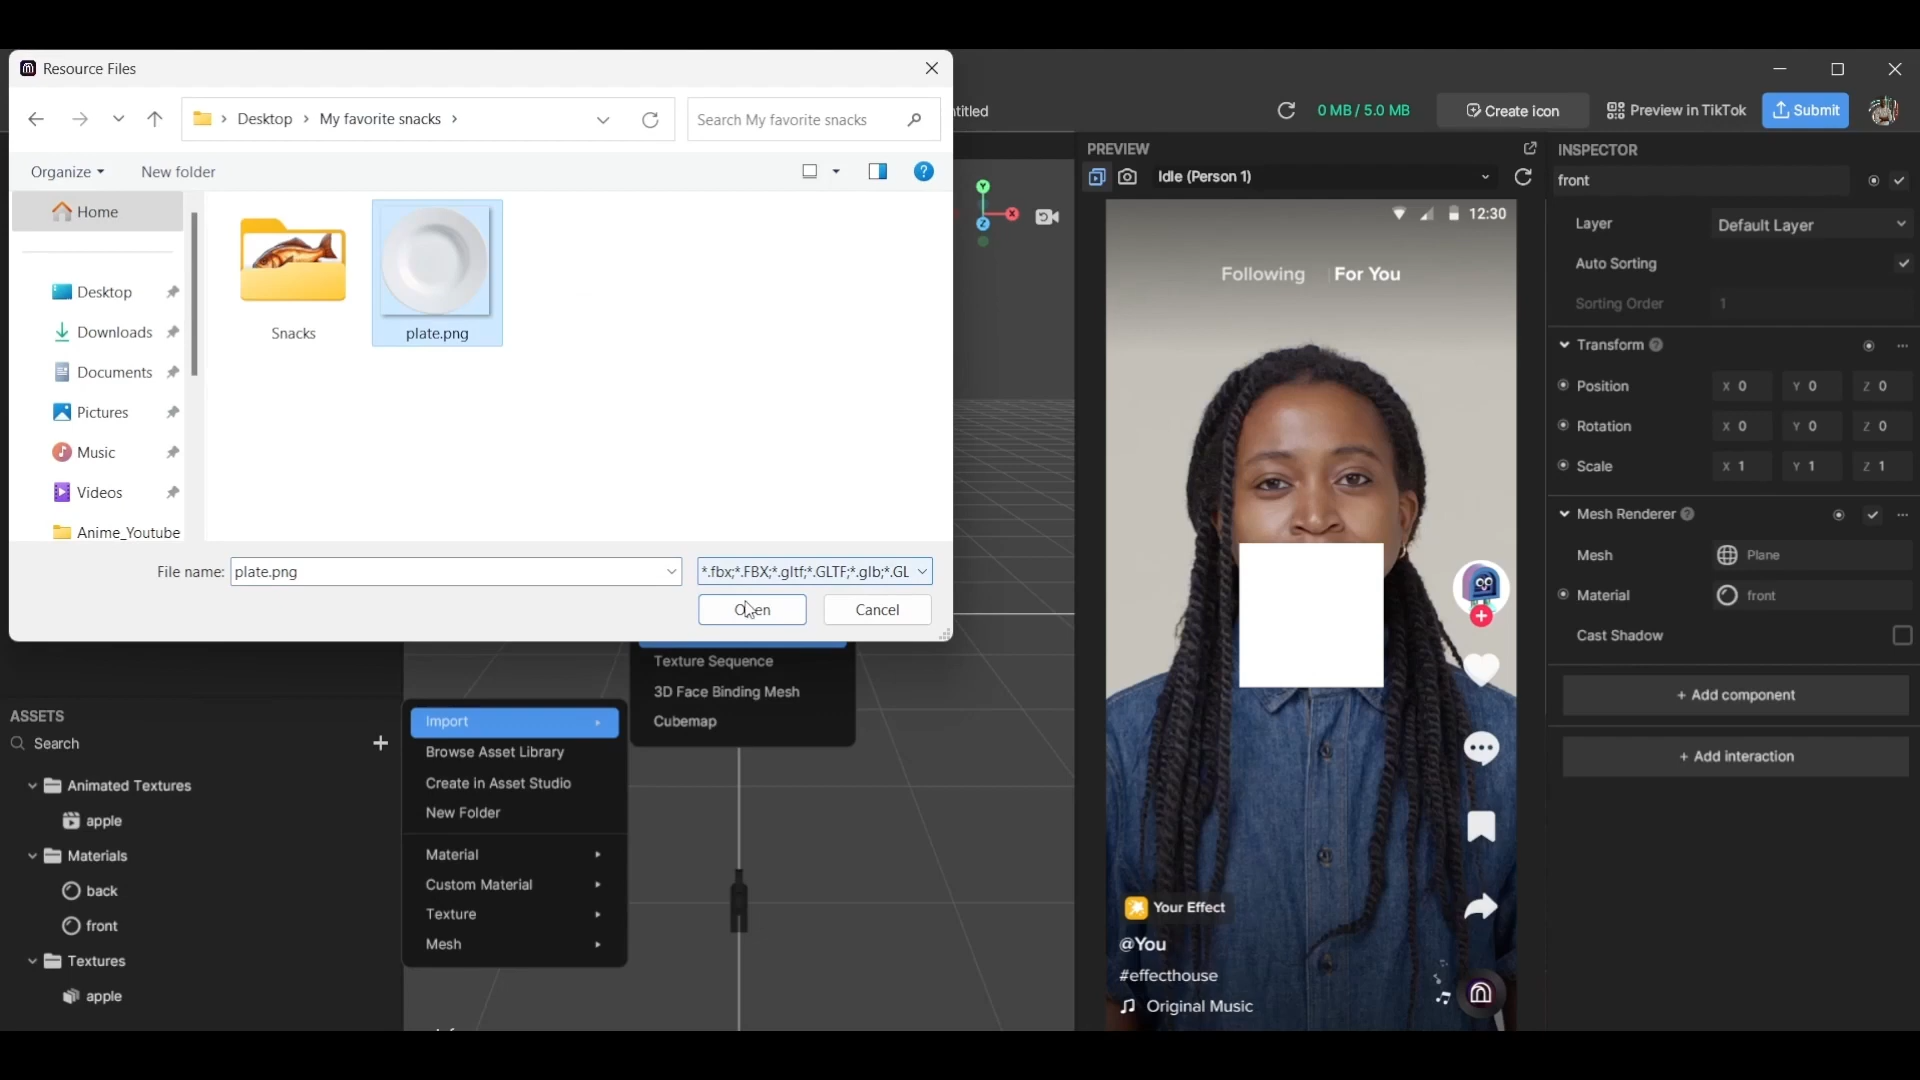 Resource Files
Desktop > My favorite snacks >
Search My favorite snacks
Organize
New folder
Home
Desktop
Downloads
Documents
Pictures
Music
Videos
Anime_Youtube
Snacks
plate.png
File name: plate.png
*.fbx;*.FBX;*.gltf;*.GLTF;*.glb;*.GL
Open
Cancel
Y
X
Z
0 MB / 5.0 MB
Create icon
Preview in TikTok
Submit
PREVIEW
Idle (Person 1)
12:30
Following
For You
Your Effect
@You
#effecthouse
Original Music
INSPECTOR
front
Layer
Default Layer
Auto Sorting
Sorting Order 1
Transform
Position X 0 Y 0 Z 0
Rotation X 0 Y 0 Z 0
Scale X 1 Y 1 Z 1
Mesh Renderer
Mesh Plane
Material front
Cast Shadow
+ Add component
+ Add interaction
Texture Sequence
3D Face Binding Mesh
Cubemap
Import
Browse Asset Library
Create in Asset Studio
New Folder
Material
Custom Material
Texture
Mesh
ASSETS
Search
Animated Textures
apple
Materials
back
front
Textures
apple